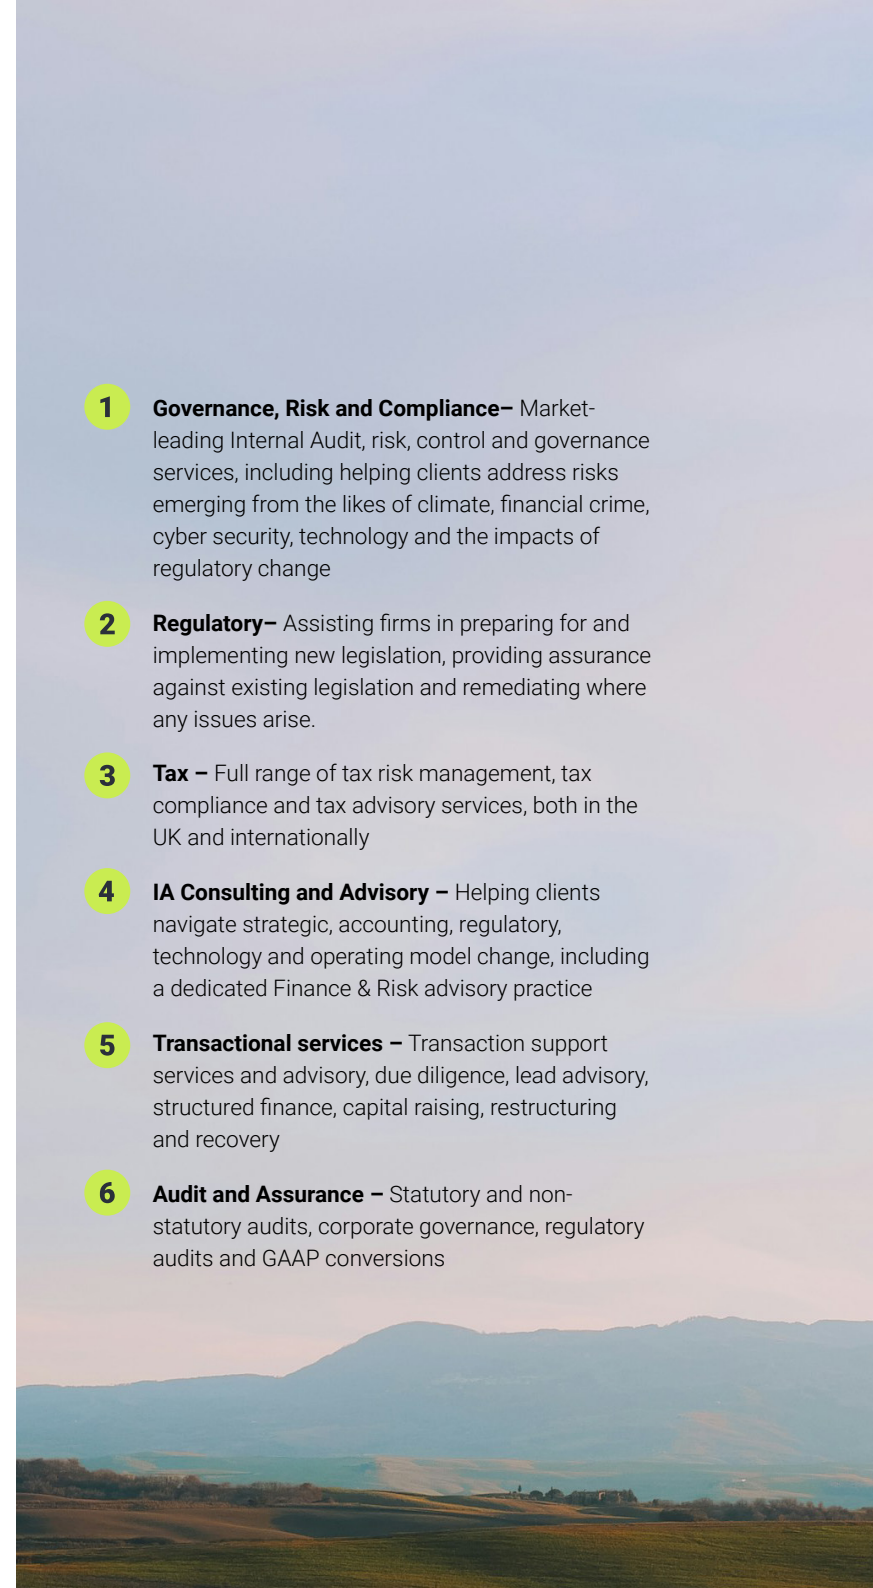 1
Governance, Risk and Compliance– Market-
leading Internal Audit, risk, control and governance
services, including helping clients address risks
emerging from the likes of climate, financial crime,
cyber security, technology and the impacts of
regulatory change
2
Regulatory– Assisting firms in preparing for and
implementing new legislation, providing assurance
against existing legislation and remediating where
any issues arise.
3
Tax – Full range of tax risk management, tax
compliance and tax advisory services, both in the
UK and internationally
4
IA Consulting and Advisory – Helping clients
navigate strategic, accounting, regulatory,
technology and operating model change, including
a dedicated Finance & Risk advisory practice
5
Transactional services – Transaction support
services and advisory, due diligence, lead advisory,
structured finance, capital raising, restructuring
and recovery
6
Audit and Assurance – Statutory and non-
statutory audits, corporate governance, regulatory
audits and GAAP conversions